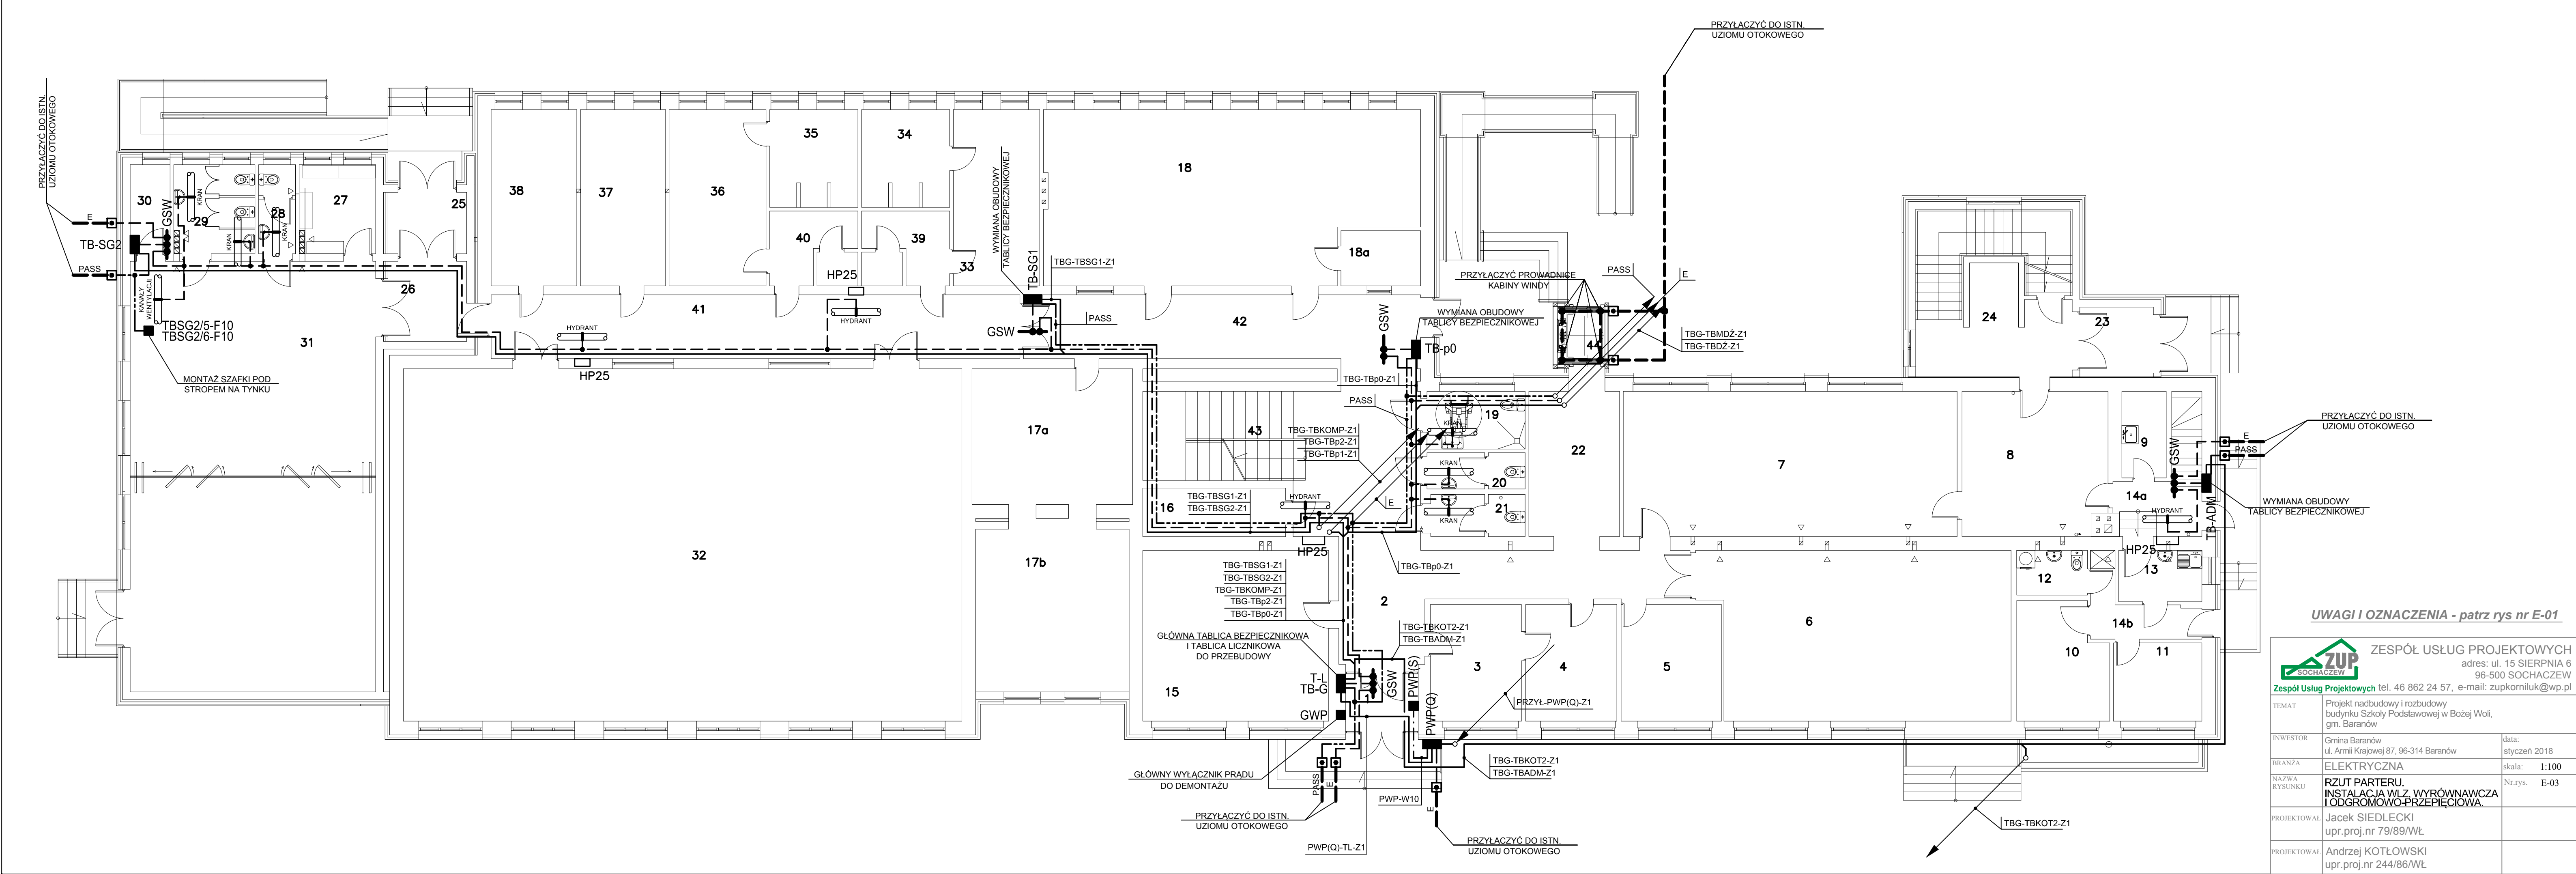 PRZYŁĄCZYĆ DO ISTN.
UZIOMU OTOKOWEGO
PRZYŁĄCZYĆ DO ISTN.
UZIOMU OTOKOWEGO
E
TB-SG2
PASS
30
GSW
29
KRAN
KRAN
28
KRAN
27
25
26
KANAŁY
WENTYLACJI
TBSG2/5-F10
TBSG2/6-F10
31
MONTAŻ SZAFKI POD
STROPEM NA TYNKU
38
37
36
35
34
40
39
33
HP25
41
HYDRANT
HYDRANT
HP25
WYMIANA OBUDOWY
TABLICY BEZPIECZNIKOWEJ
TB-SG1
TBG-TBSG1-Z1
PASS
GSW
18
18a
42
GSW
WYMIANA OBUDOWY
TABLICY BEZPIECZNIKOWEJ
TB-p0
PRZYŁĄCZYĆ PROWADNICE
KABINY WINDY
PASS
E
44
TBG-TBMDŹ-Z1
TBG-TBDŹ-Z1
TBG-TBp0-Z1
PASS
24
23
32
17a
17b
43
16
TBG-TBKOMP-Z1
TBG-TBp2-Z1
TBG-TBp1-Z1
TBG-TBSG1-Z1
TBG-TBSG2-Z1
HYDRANT
E
HP25
KRAN
19
KRAN
20
21
KRAN
22
7
8
9
GSW
E
PASS
PRZYŁĄCZYĆ DO ISTN.
UZIOMU OTOKOWEGO
14a
HYDRANT
TB-ADM
WYMIANA OBUDOWY
TABLICY BEZPIECZNIKOWEJ
HP25
12
13
14b
10
11
TBG-TBp0-Z1
TBG-TBSG1-Z1
TBG-TBSG2-Z1
TBG-TBKOMP-Z1
TBG-TBp2-Z1
TBG-TBp0-Z1
2
GŁÓWNA TABLICA BEZPIECZNIKOWA
I TABLICA LICZNIKOWA
DO PRZEBUDOWY
TBG-TBKOT2-Z1
TBG-TBADM-Z1
T-L
TB-G
1
GSW
PWP(S)
PWP(Q)
GWP
15
3
4
5
6
PRZYŁ-PWP(Q)-Z1
GŁÓWNY WYŁĄCZNIK PRĄDU
DO DEMONTAŻU
PASS
E
PRZYŁĄCZYĆ DO ISTN.
UZIOMU OTOKOWEGO
PWP(Q)-TL-Z1
PWP-W10
E
TBG-TBKOT2-Z1
TBG-TBADM-Z1
PRZYŁĄCZYĆ DO ISTN.
UZIOMU OTOKOWEGO
TBG-TBKOT2-Z1
UWAGI I OZNACZENIA - patrz rys nr E-01
ZUP
SOCHACZEW
Zespół Usług Projektowych
ZESPÓŁ USŁUG PROJEKTOWYCH
adres: ul. 15 SIERPNIA 6
96-500 SOCHACZEW
tel. 46 862 24 57, e-mail: zupkorniluk@wp.pl
TEMAT
Projekt nadbudowy i rozbudowy
budynku Szkoły Podstawowej w Bożej Woli,
gm. Baranów
INWESTOR
Gmina Baranów
ul. Armii Krajowej 87, 96-314 Baranów
data:
styczeń 2018
BRANŻA
ELEKTRYCZNA
skala: 1:100
NAZWA
RYSUNKU
RZUT PARTERU.
INSTALACJA WLZ, WYRÓWNAWCZA
I ODGROMOWO-PRZEPIĘCIOWA.
Nr.rys. E-03
PROJEKTOWAŁ
Jacek SIEDLECKI
upr.proj.nr 79/89/WŁ
PROJEKTOWAŁ
Andrzej KOTŁOWSKI
upr.proj.nr 244/86/WŁ